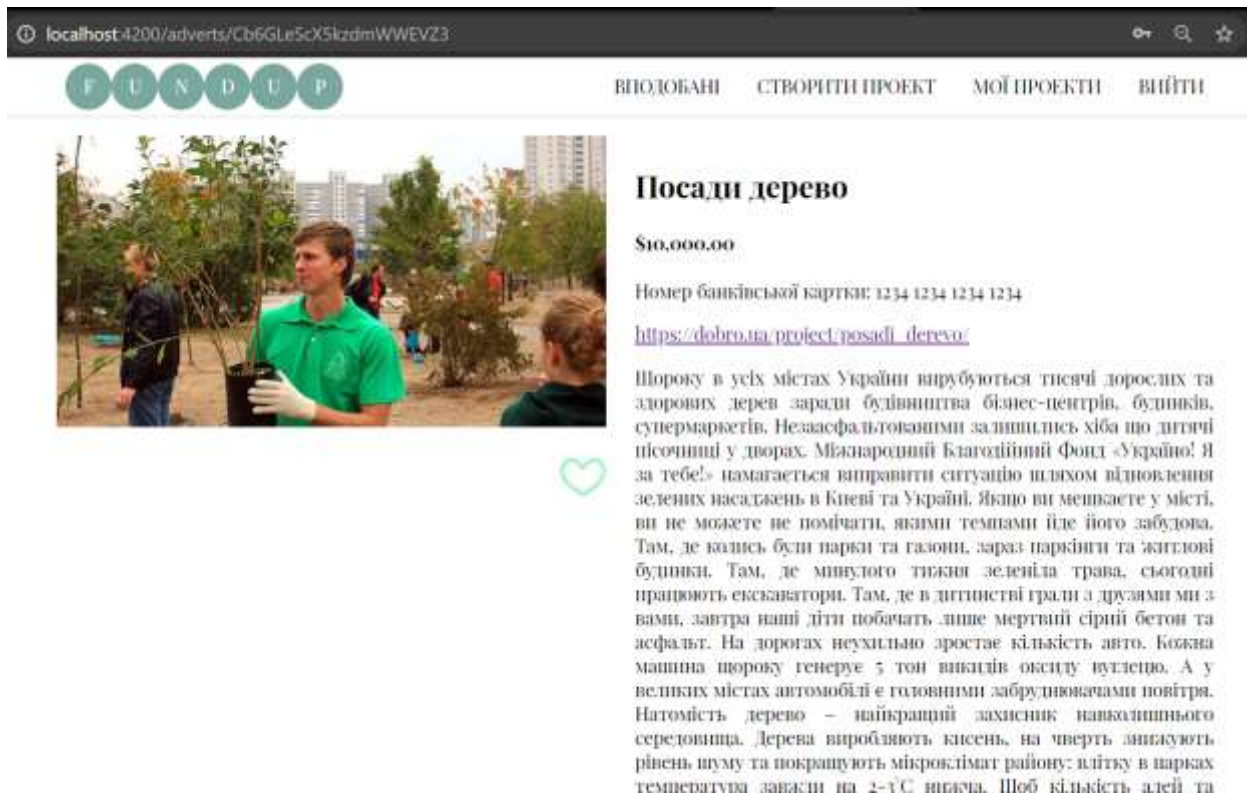 localhost:4200/adverts/Cb6GLeScX5kzdmWWEVZ3
FUNDUP
ВПОДОБАНІ СТВОРИТИ ПРОЕКТ МОЇ ПРОЕКТИ ВИЙТИ
Посади дерево
$10,000.00
Номер банківської картки: 1234 1234 1234 1234
https://dobro.ua/project/posadi_derevo/
Щороку в усіх містах України вирубуються тисячі дорослих та
здорових дерев заради будівництва бізнес-центрів, будинків,
супермаркетів. Незаасфальтованими залишились хіба що дитячі
пісочниці у дворах. Міжнародний Благодійний Фонд «Україно! Я
за тебе!» намагається виправити ситуацію шляхом відновлення
зелених насаджень в Києві та Україні. Якщо ви мешкаєте у місті,
ви не можете не помічати, якими темпами йде його забудова.
Там, де колись були парки та газони, зараз паркінги та житлові
будинки. Там, де минулого тижня зеленіла трава, сьогодні
працюють екскаватори. Там, де в дитинстві грали з друзями ми з
вами, завтра наші діти побачать лише мертвий сірий бетон та
асфальт. На дорогах неухильно зростає кількість авто. Кожна
машина щороку генерує 5 тон викидів оксиду вуглецю. А у
великих містах автомобілі є головними забруднювачами повітря.
Натомість дерево – найкращий захисник навколишнього
середовища. Дерева виробляють кисень, на чверть знижують
рівень шуму та покращують мікроклімат району: влітку в парках
температура завжди на 2-3°C нижча. Щоб кількість алей та